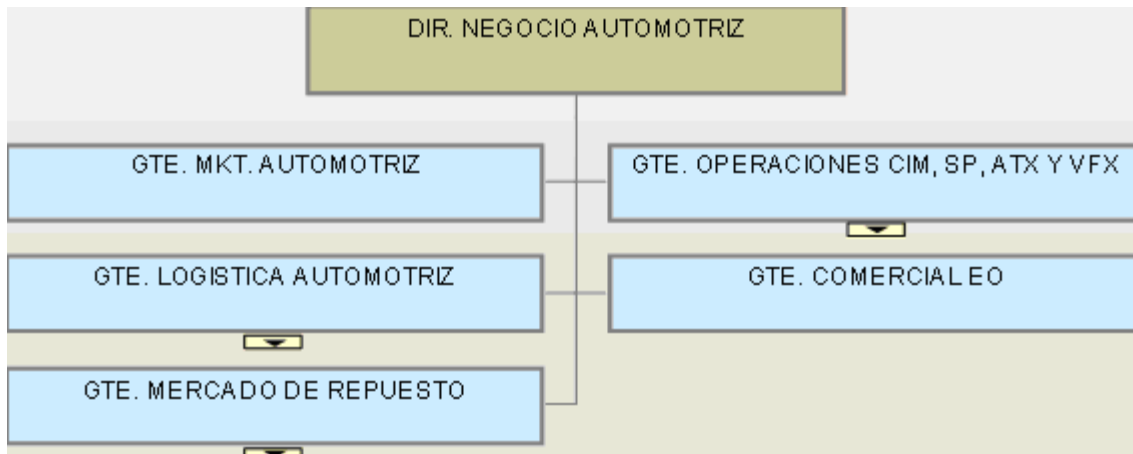 DIR. NEGOCIO AUTOMOTRIZ
GTE. MKT. AUTOMOTRIZ
GTE. OPERACIONES CIM, SP, ATX Y VFX
GTE. LOGISTICA AUTOMOTRIZ
GTE. COMERCIAL EO
GTE. MERCADO DE REPUESTO